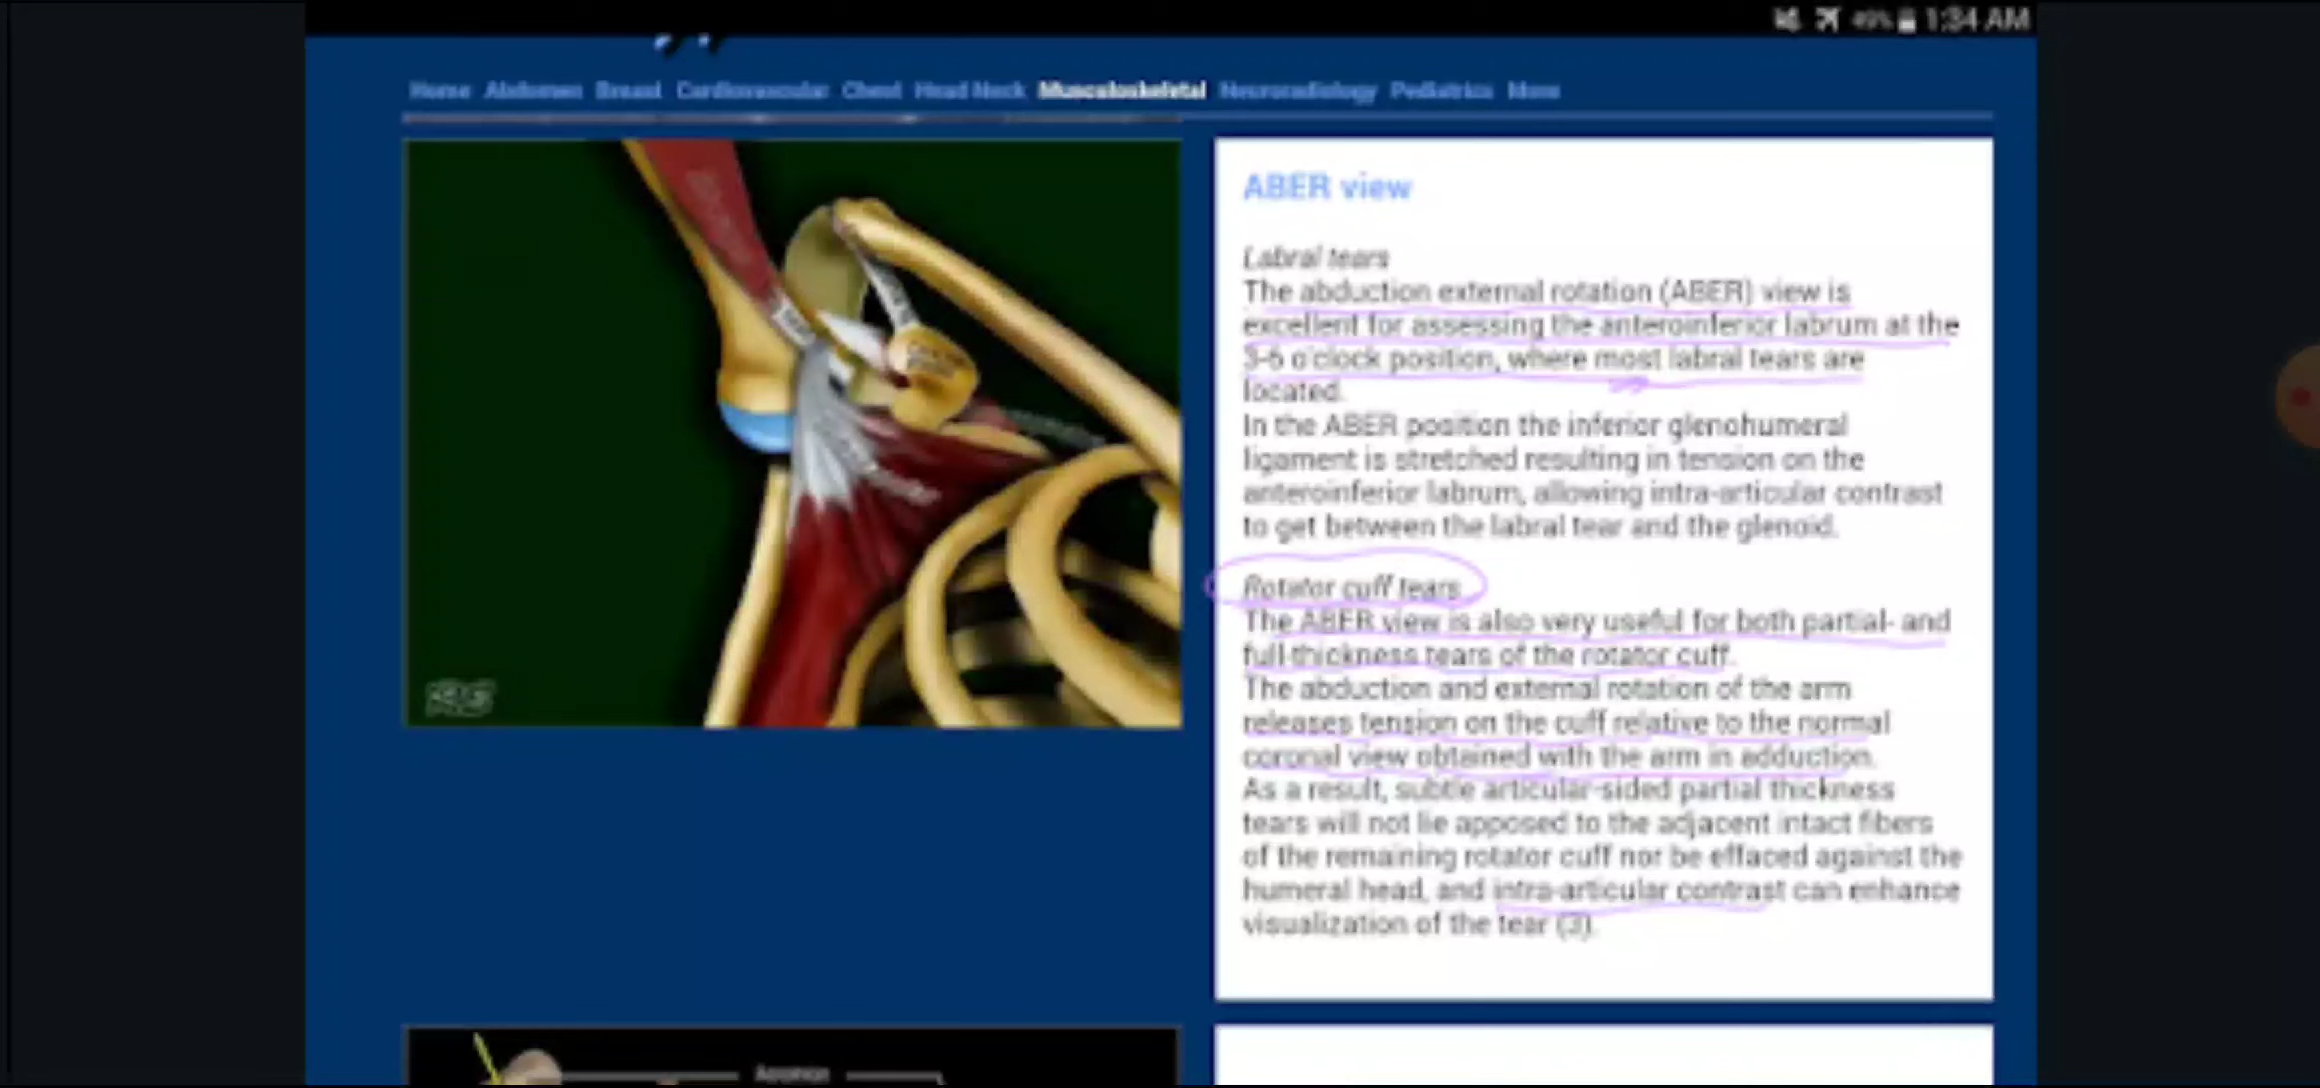 49% 1:34 AM
Home Abdomen Breast Cardiovascular Chest Head Neck Musculoskeletal Neuroradiology Pediatrics More
ABER view
Labral tears
The abduction external rotation (ABER) view is
excellent for assessing the anteroinferior labrum at the
3-6 o'clock position, where most labral tears are
located.
In the ABER position the inferior glenohumeral
ligament is stretched resulting in tension on the
anteroinferior labrum, allowing intra-articular contrast
to get between the labral tear and the glenoid.
Rotator cuff tears
The ABER view is also very useful for both partial- and
full-thickness tears of the rotator cuff.
The abduction and external rotation of the arm
releases tension on the cuff relative to the normal
coronal view obtained with the arm in adduction.
As a result, subtle articular-sided partial thickness
tears will not lie apposed to the adjacent intact fibers
of the remaining rotator cuff nor be effaced against the
humeral head, and intra-articular contrast can enhance
visualization of the tear (3).
Acromion